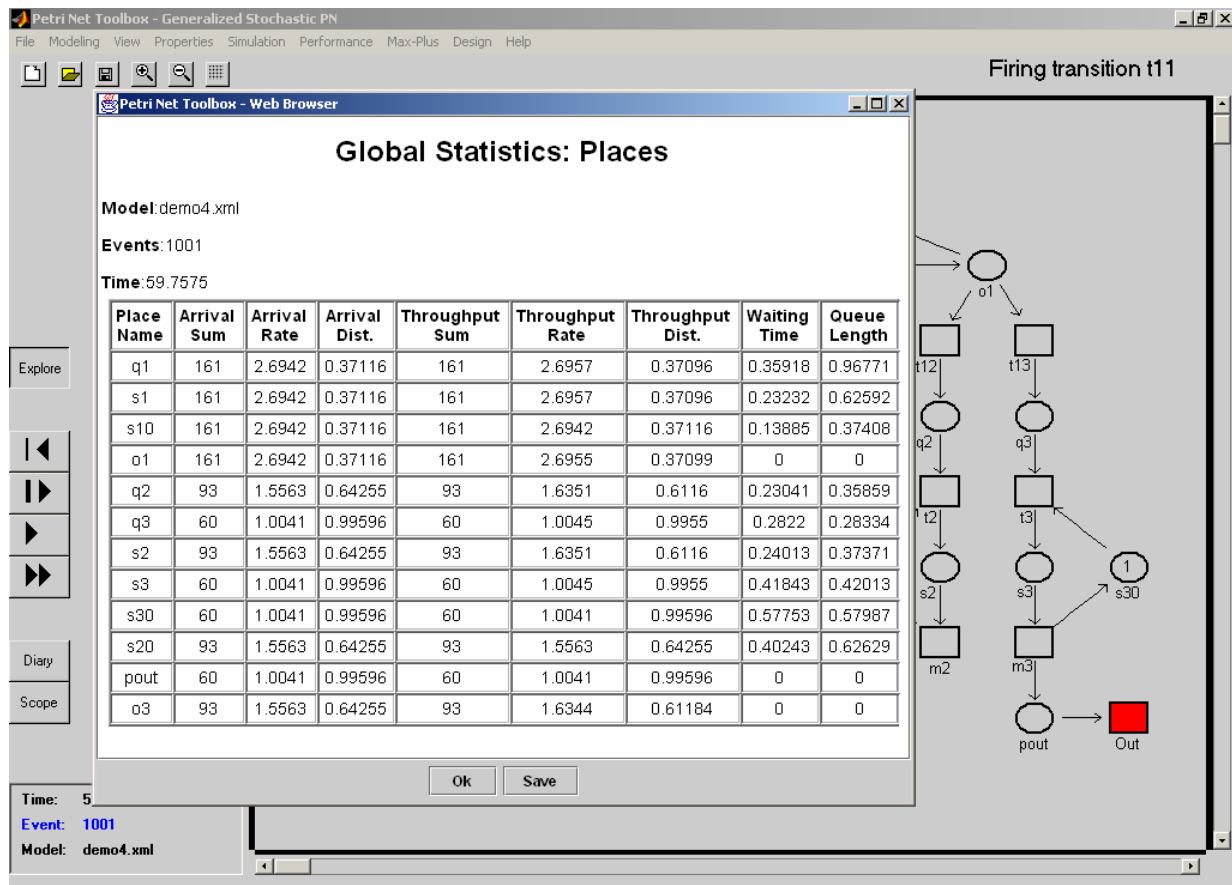 Petri Net Toolbox - Generalized Stochastic PN
File Modeling View Properties Simulation Performance Max-Plus Design Help
Firing transition t11
Petri Net Toolbox - Web Browser
Global Statistics: Places
Model:demo4.xml
Events:1001
Time:59.7575
Place Name Arrival Sum Arrival Rate Arrival Dist. Throughput Sum Throughput Rate Throughput Dist. Waiting Time Queue Length
q1 161 2.6942 0.37116 161 2.6957 0.37096 0.35918 0.96771
s1 161 2.6942 0.37116 161 2.6957 0.37096 0.23232 0.62592
s10 161 2.6942 0.37116 161 2.6942 0.37116 0.13885 0.37408
o1 161 2.6942 0.37116 161 2.6955 0.37099 0 0
q2 93 1.5563 0.64255 93 1.6351 0.6116 0.23041 0.35859
q3 60 1.0041 0.99596 60 1.0045 0.9955 0.2822 0.28334
s2 93 1.5563 0.64255 93 1.6351 0.6116 0.24013 0.37371
s3 60 1.0041 0.99596 60 1.0045 0.9955 0.41843 0.42013
s30 60 1.0041 0.99596 60 1.0041 0.99596 0.57753 0.57987
s20 93 1.5563 0.64255 93 1.5563 0.64255 0.40243 0.62629
pout 60 1.0041 0.99596 60 1.0041 0.99596 0 0
o3 93 1.5563 0.64255 93 1.6344 0.61184 0 0
Ok Save
Explore
Diary
Scope
Time: 5
Event: 1001
Model: demo4.xml
o1
t12 t13
q2 q3
t2 t3
1
s2 s3 s30
m2 m3
pout Out